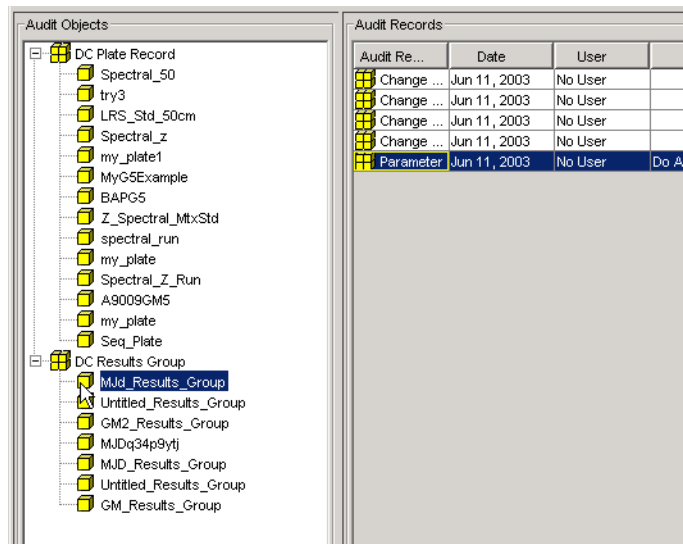 Audit Objects
DC Plate Record
Spectral_50
try3
LRS_Std_50cm
Spectral_z
my_plate1
MyG5Example
BAPG5
Z_Spectral_MtxStd
spectral_run
my_plate
Spectral_Z_Run
A9009GM5
my_plate
Seq_Plate
DC Results Group
MJd_Results_Group
Untitled_Results_Group
GM2_Results_Group
MJDq34p9ytj
MJD_Results_Group
Untitled_Results_Group
GM_Results_Group
Audit Records
Audit Re... Date User
Change ... Jun 11, 2003 No User
Change ... Jun 11, 2003 No User
Change ... Jun 11, 2003 No User
Change ... Jun 11, 2003 No User
Parameter Jun 11, 2003 No User Do A